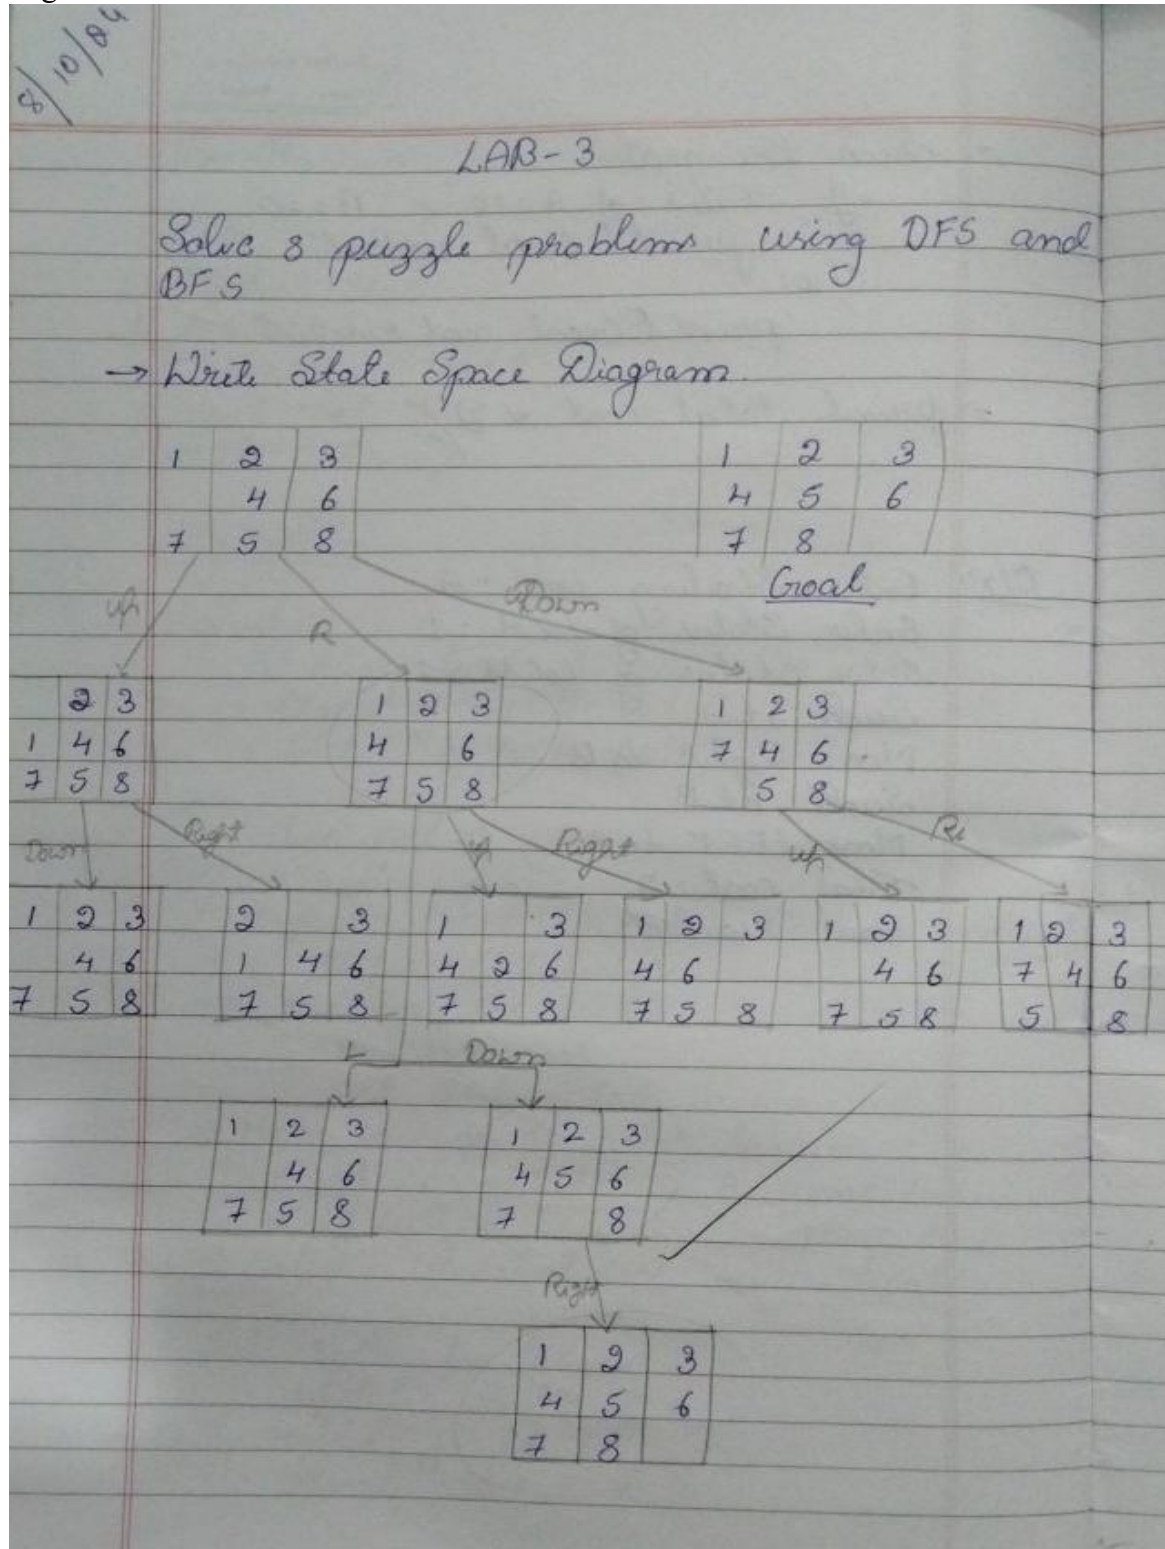 8/10/24
LAB-3
Solve 8 puzzle problems using DFS and
BFS
→ Write State Space Diagram.
1 2 3 1 2 3
4 6 4 5 6
7 5 8 7 8
Goal
up R Down
2 3 1 2 3 1 2 3
1 4 6 4 6 7 4 6
7 5 8 7 5 8 5 8
Down Right up Right up Ri
1 2 3 2 3 1 3 1 2 3 1 2 3 1 2 3
4 6 1 4 6 4 2 6 4 6 4 6 7 4 6
7 5 8 7 5 8 7 5 8 7 5 8 7 5 8 5 8
L Down
1 2 3 1 2 3
4 6 4 5 6
7 5 8 7 8
Right
1 2 3
4 5 6
7 8